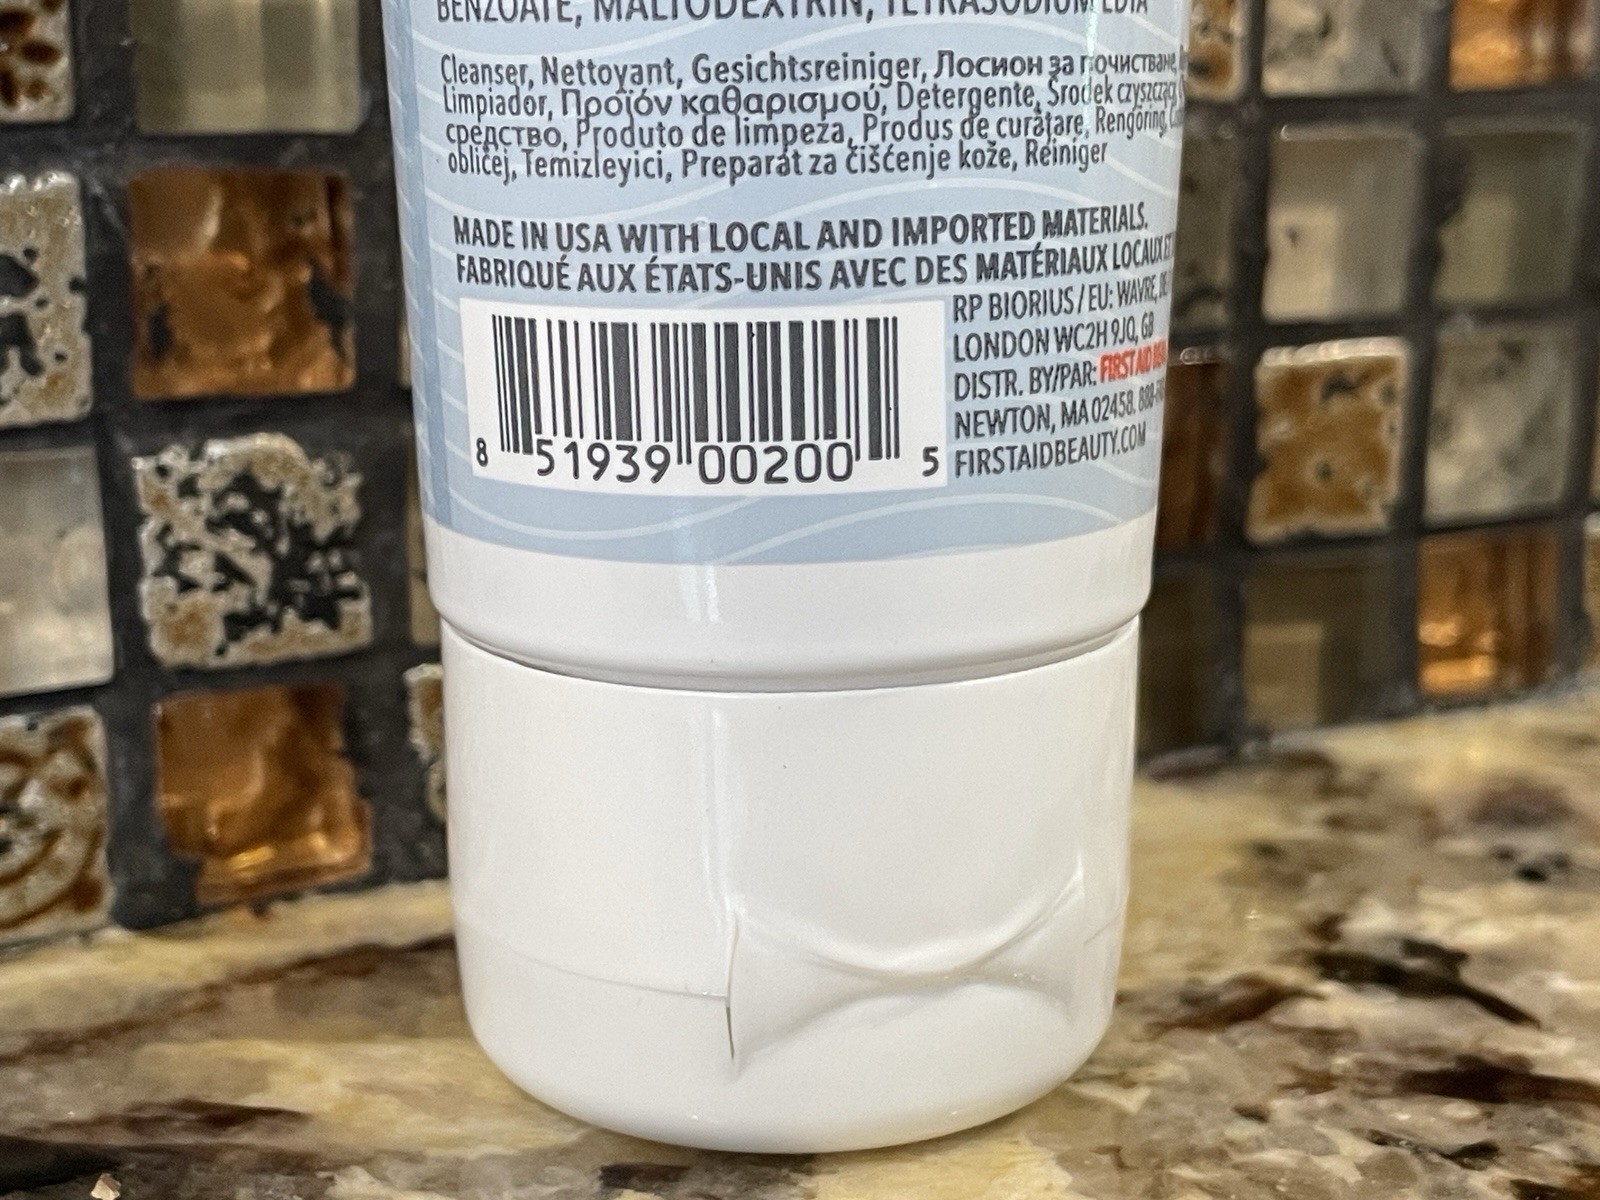 BENZOATE, MALTODEXTRIN, TETRASODIUM EDTA
Cleanser, Nettoyant, Gesichtsreiniger, Лосион за почистване,
Limpiador, Προϊόν καθαρισμού, Detergente, Środek czyszczący,
средство, Produto de limpeza, Produs de curățare, Rengöring,
obličej, Temizleyici, Preparat za čišćenje kože, Reiniger
MADE IN USA WITH LOCAL AND IMPORTED MATERIALS.
FABRIQUÉ AUX ÉTATS-UNIS AVEC DES MATÉRIAUX LOCAUX ET
RP BIORIUS / EU: WAVRE,
LONDON WC2H 9JQ, GB
DISTR. BY/PAR: FIRST AID
NEWTON, MA 02458.
FIRSTAIDBEAUTY.COM
8 51939 00200 5